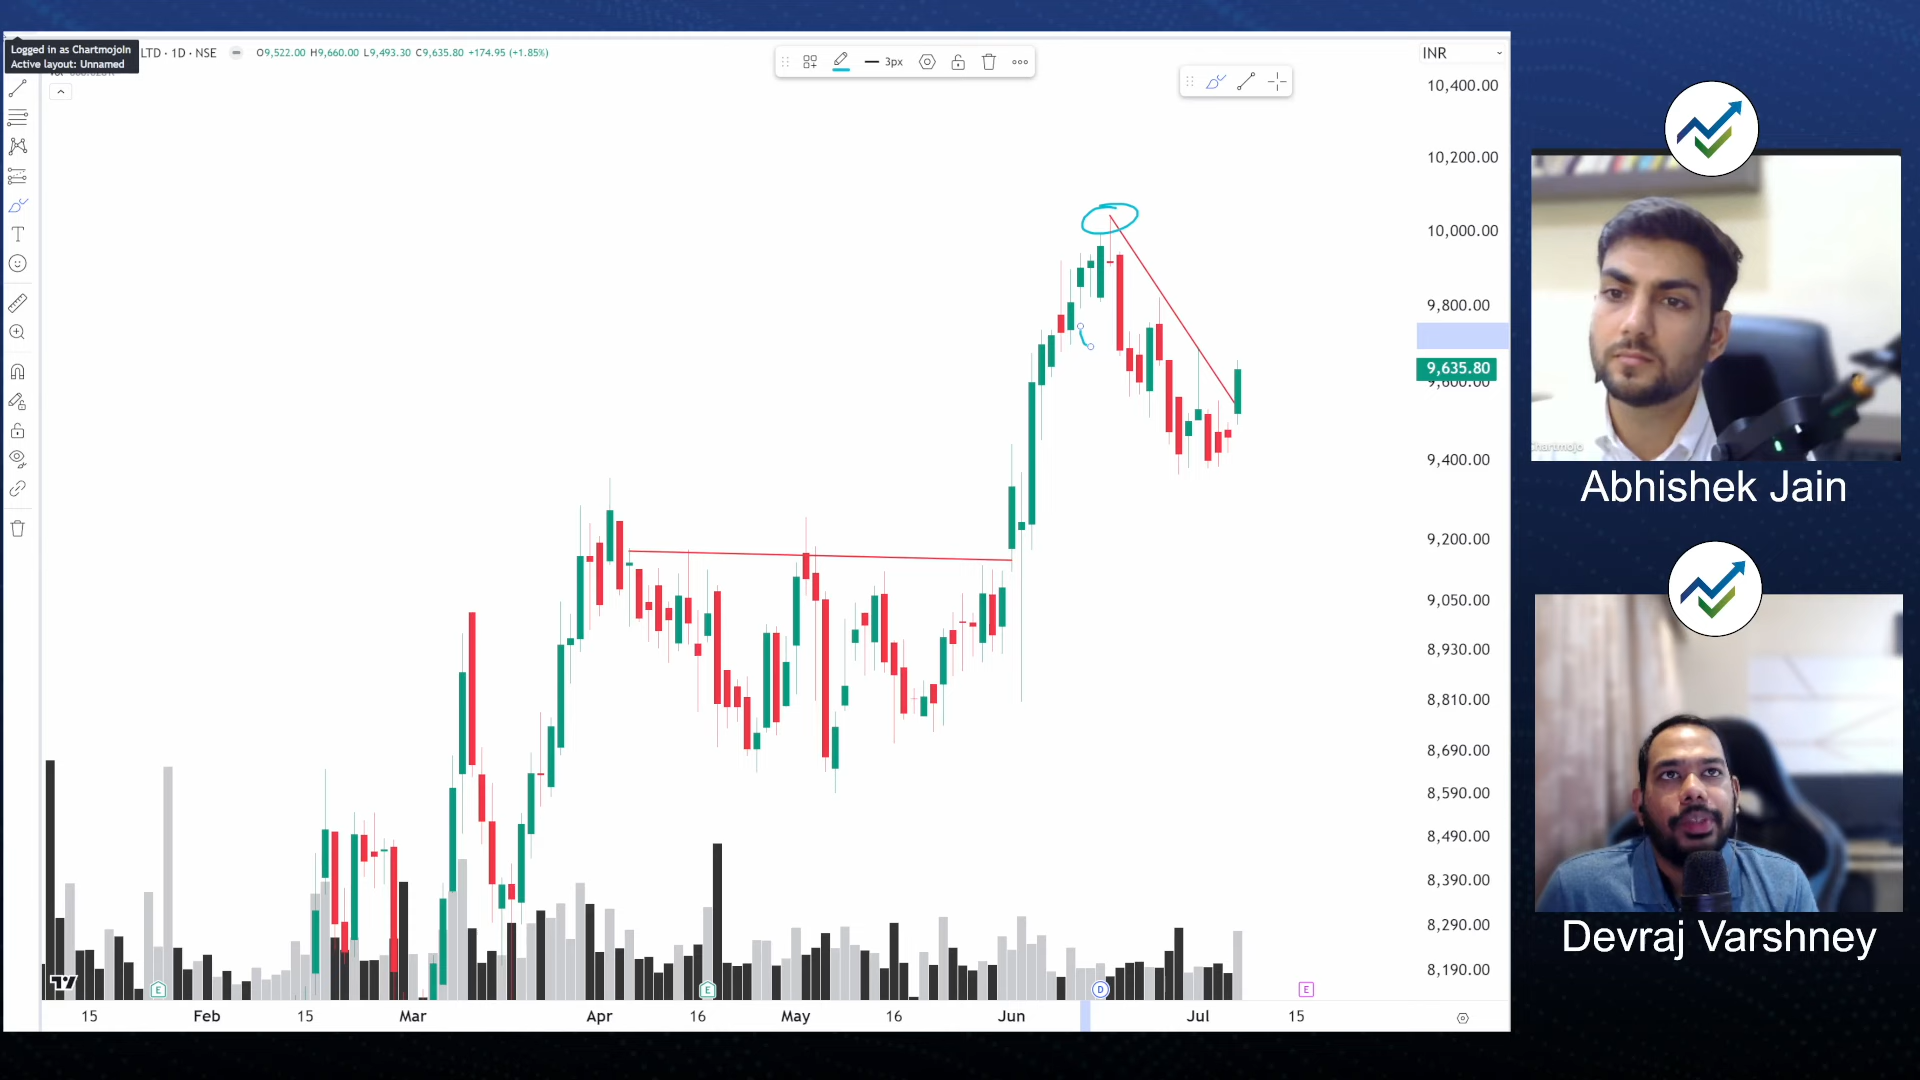 Logged in as ChartmojoIn
Active layout: Unnamed
LTD · 1D · NSE
O9,522.00 H9,660.00 L9,493.30 C9,635.80 +174.95 (+1.85%)
3px
INR
10,400.00
10,200.00
10,000.00
9,800.00
9,635.80
9,600.00
9,400.00
9,200.00
9,050.00
8,930.00
8,810.00
8,690.00
8,590.00
8,490.00
8,390.00
8,290.00
8,190.00
E
E
D
E
15
Feb
15
Mar
Apr
16
May
16
Jun
Jul
15
Chartmojo
Abhishek Jain
Devraj Varshney